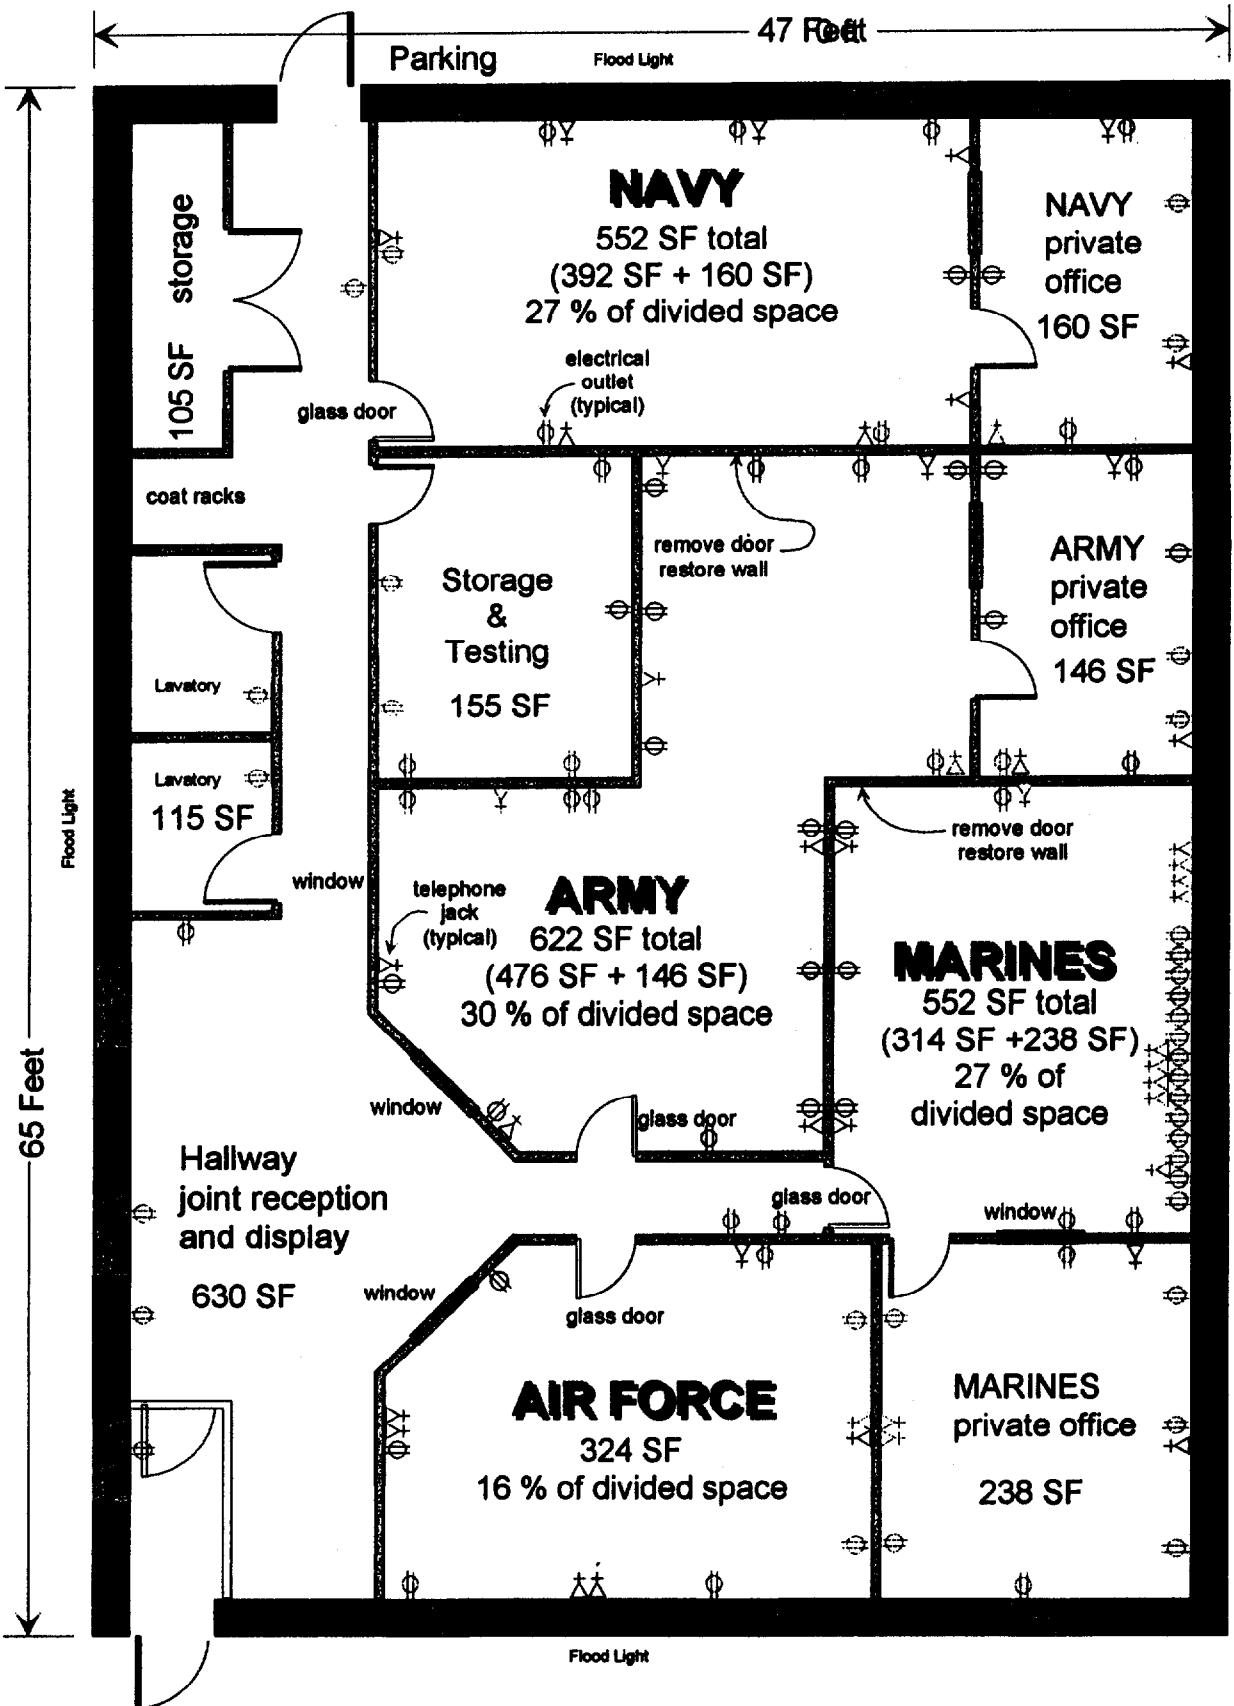 47 Feet
Parking
Flood Light
65 Feet
Flood Light
105 SF storage
NAVY
552 SF total
(392 SF + 160 SF)
27 % of divided space
NAVY
private
office
160 SF
electrical
outlet
(typical)
glass door
coat racks
remove door
restore wall
Storage
&
Testing
155 SF
ARMY
private
office
146 SF
Lavatory
Lavatory
115 SF
window
telephone
jack
(typical)
ARMY
622 SF total
(476 SF + 146 SF)
30 % of divided space
remove door
restore wall
MARINES
552 SF total
(314 SF +238 SF)
27 % of
divided space
window
glass door
Hallway
joint reception
and display
630 SF
glass door
window
window
glass door
AIR FORCE
324 SF
16 % of divided space
MARINES
private office
238 SF
Flood Light